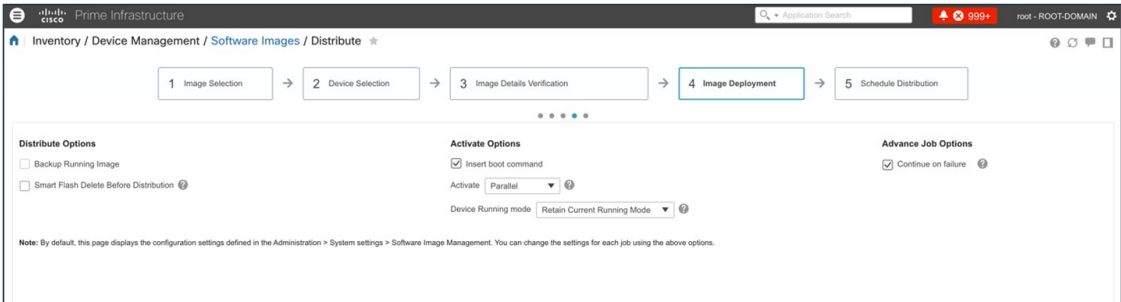 cisco Prime Infrastructure
Application Search
999+
root - ROOT-DOMAIN
Inventory / Device Management / Software Images / Distribute
1 Image Selection
2 Device Selection
3 Image Details Verification
4 Image Deployment
5 Schedule Distribution
Distribute Options
Backup Running Image
Smart Flash Delete Before Distribution
Activate Options
Insert boot command
Activate Parallel
Device Running mode Retain Current Running Mode
Advance Job Options
Continue on failure
Note: By default, this page displays the configuration settings defined in the Administration > System settings > Software Image Management. You can change the settings for each job using the above options.